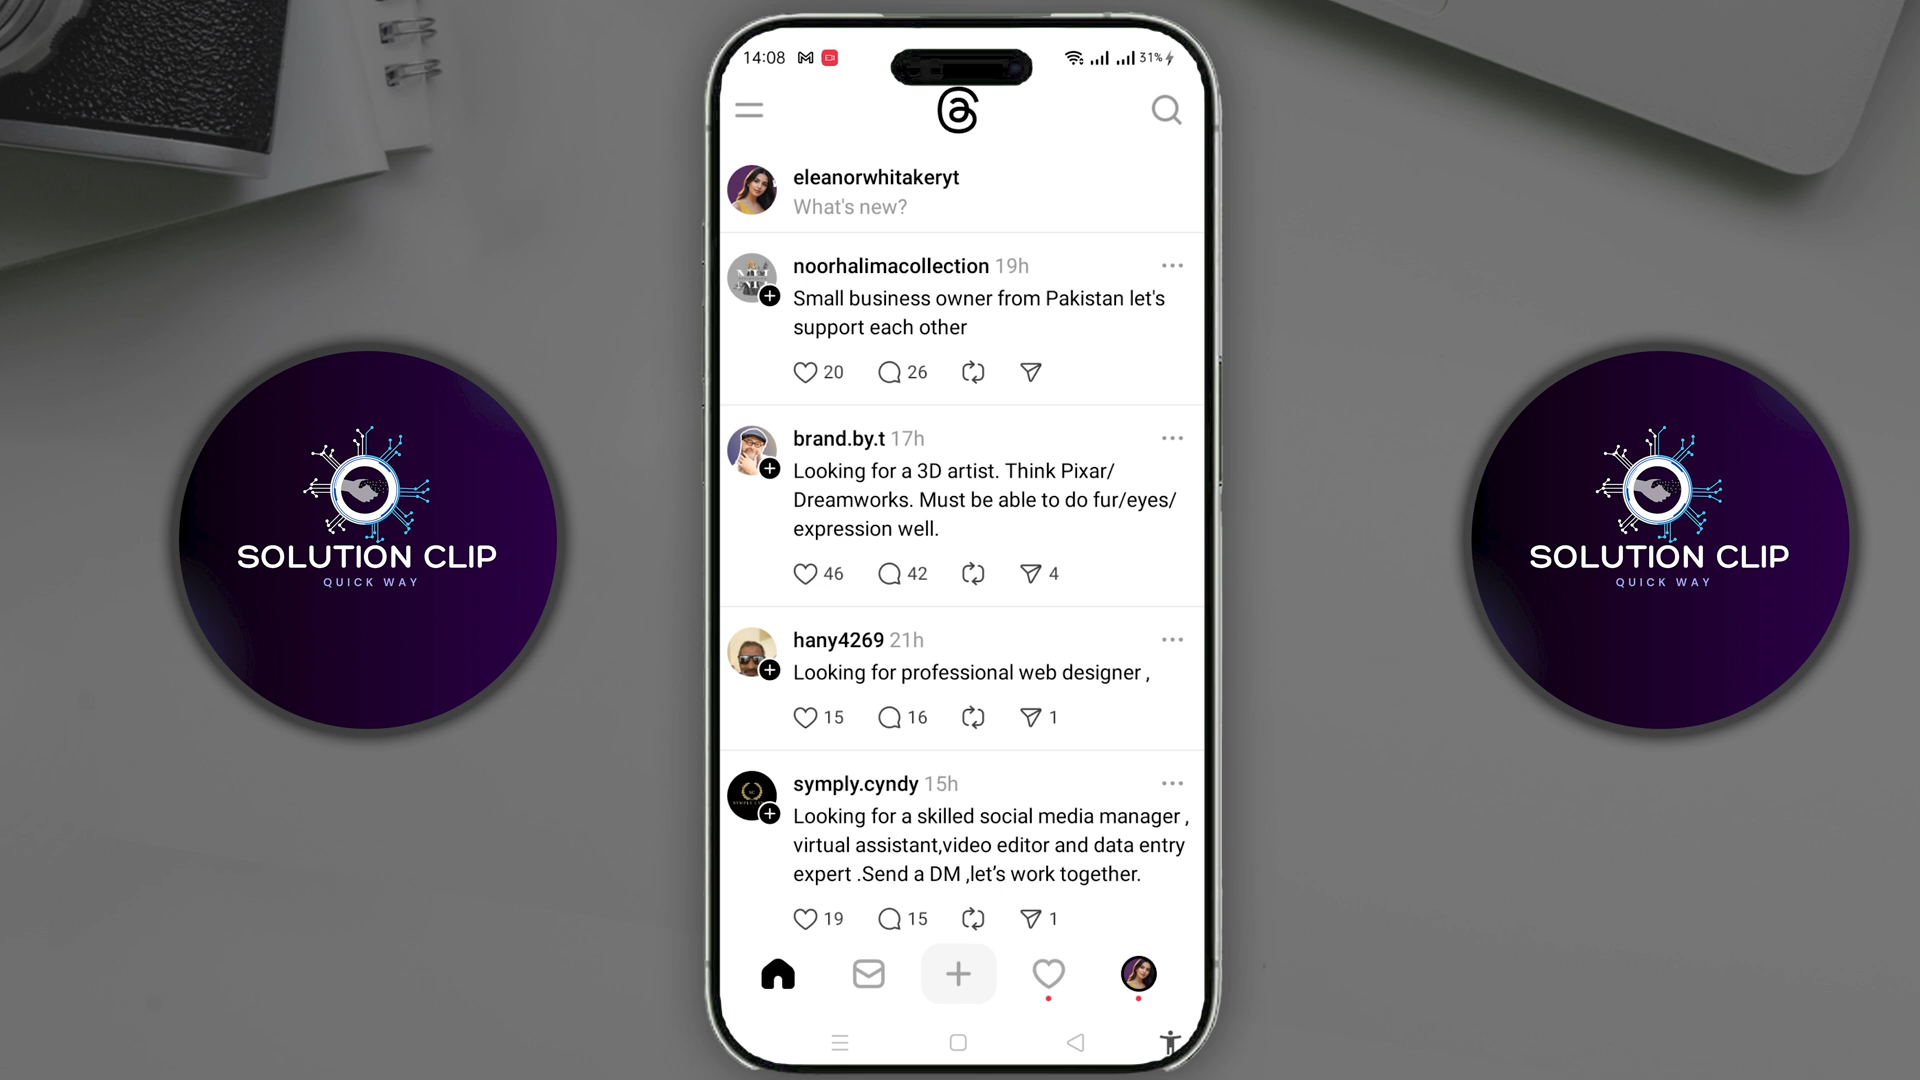 14:08
31%
eleanorwhitakeryt
What's new?
noorhalimacollection 19h
Small business owner from Pakistan let's
support each other
20 26
brand.by.t 17h
Looking for a 3D artist. Think Pixar/
Dreamworks. Must be able to do fur/eyes/
expression well.
46 42 4
hany4269 21h
Looking for professional web designer ,
15 16 1
symply.cyndy 15h
Looking for a skilled social media manager ,
virtual assistant,video editor and data entry
expert .Send a DM ,let’s work together.
19 15 1
SOLUTION CLIP
QUICK WAY
SOLUTION CLIP
QUICK WAY